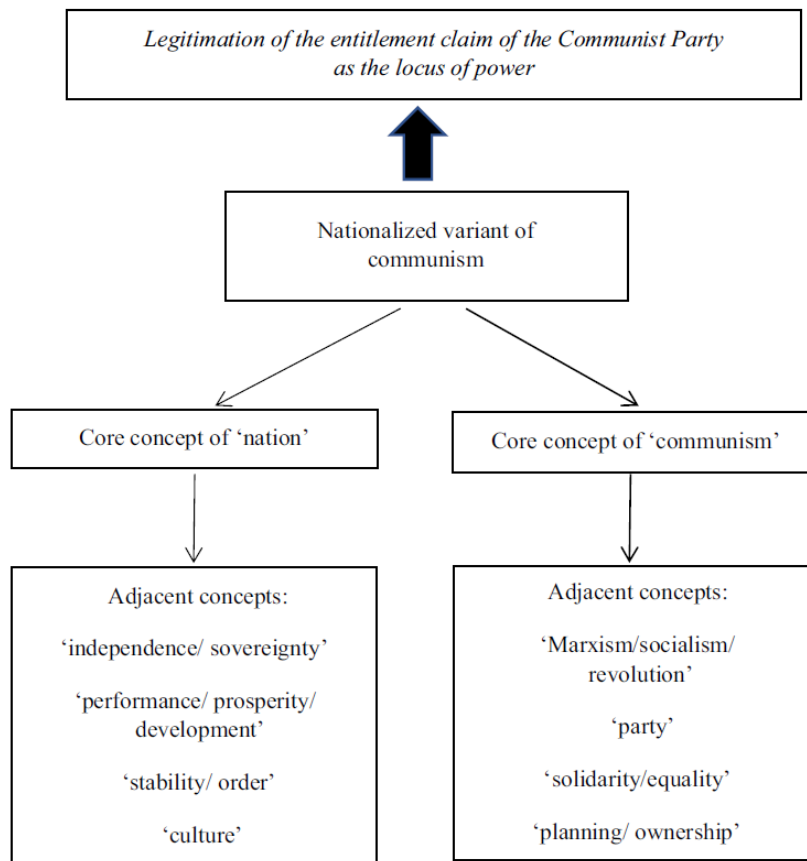 Legitimation of the entitlement claim of the Communist Party
as the locus of power
Nationalized variant of
communism
Core concept of ‘nation’
Core concept of ‘communism’
Adjacent concepts:
‘independence/ sovereignty’
‘performance/ prosperity/
development’
‘stability/ order’
‘culture’
Adjacent concepts:
‘Marxism/socialism/
revolution’
‘party’
‘solidarity/equality’
‘planning/ ownership’